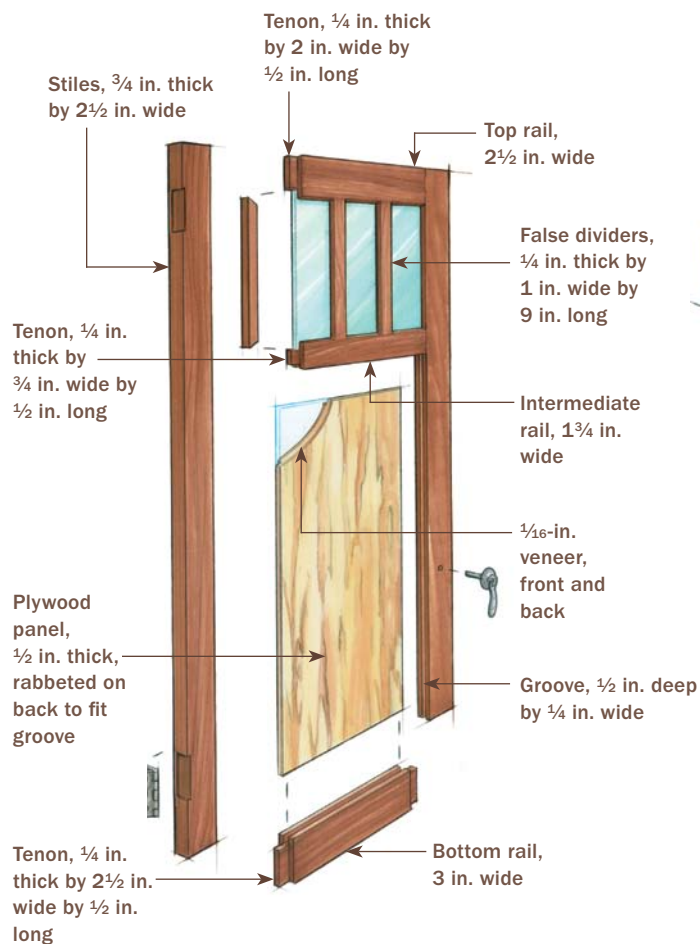 Tenon, ¼ in. thick
by 2 in. wide by
½ in. long
Stiles, ¾ in. thick
by 2½ in. wide
Top rail,
2½ in. wide
False dividers,
¼ in. thick by
1 in. wide by
9 in. long
Tenon, ¼ in.
thick by
¾ in. wide by
½ in. long
Intermediate
rail, 1¾ in.
wide
1⁄16-in.
veneer,
front and
back
Plywood
panel,
½ in. thick,
rabbeted on
back to fit
groove
Groove, ½ in. deep
by ¼ in. wide
Tenon, ¼ in.
thick by 2½ in.
wide by ½ in.
long
Bottom rail,
3 in. wide